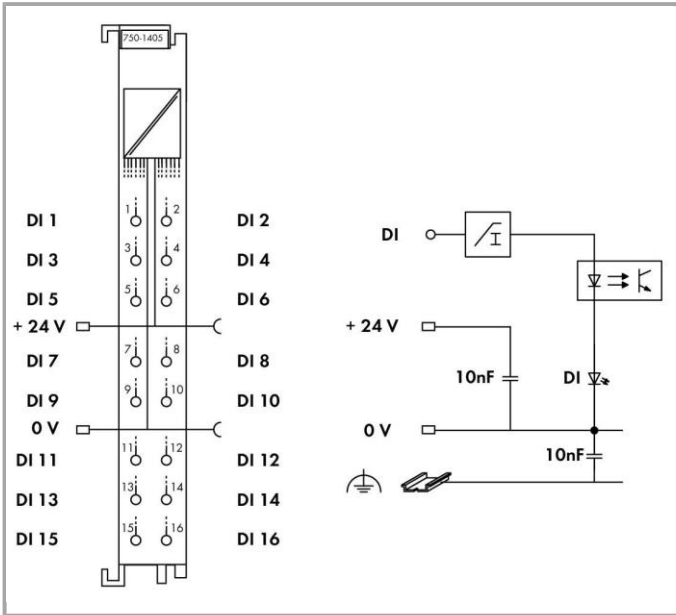 750-1405
1 2
DI 1 DI 2
3 4
DI 3 DI 4
5 6
DI 5 DI 6
+ 24 V
7 8
DI 7 DI 8
9 10
DI 9 DI 10
0 V
11 12
DI 11 DI 12
13 14
DI 13 DI 14
15 16
DI 15 DI 16
DI
I
+ 24 V
10nF
DI
0 V
10nF